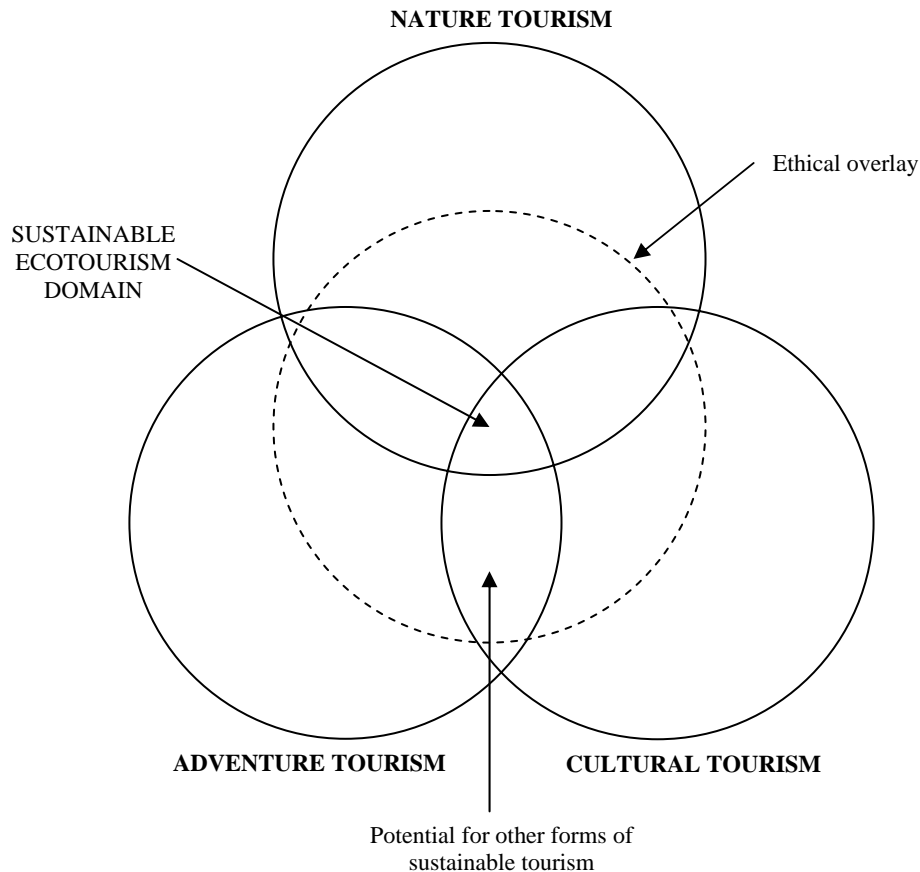 NATURE TOURISM
Ethical overlay
SUSTAINABLE
ECOTOURISM
DOMAIN
ADVENTURE TOURISM
CULTURAL TOURISM
Potential for other forms of
sustainable tourism